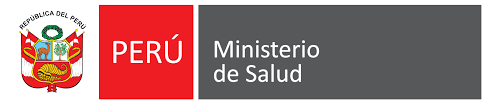 REPÚBLICA DEL PERÚ
PERÚ
Ministerio
de Salud